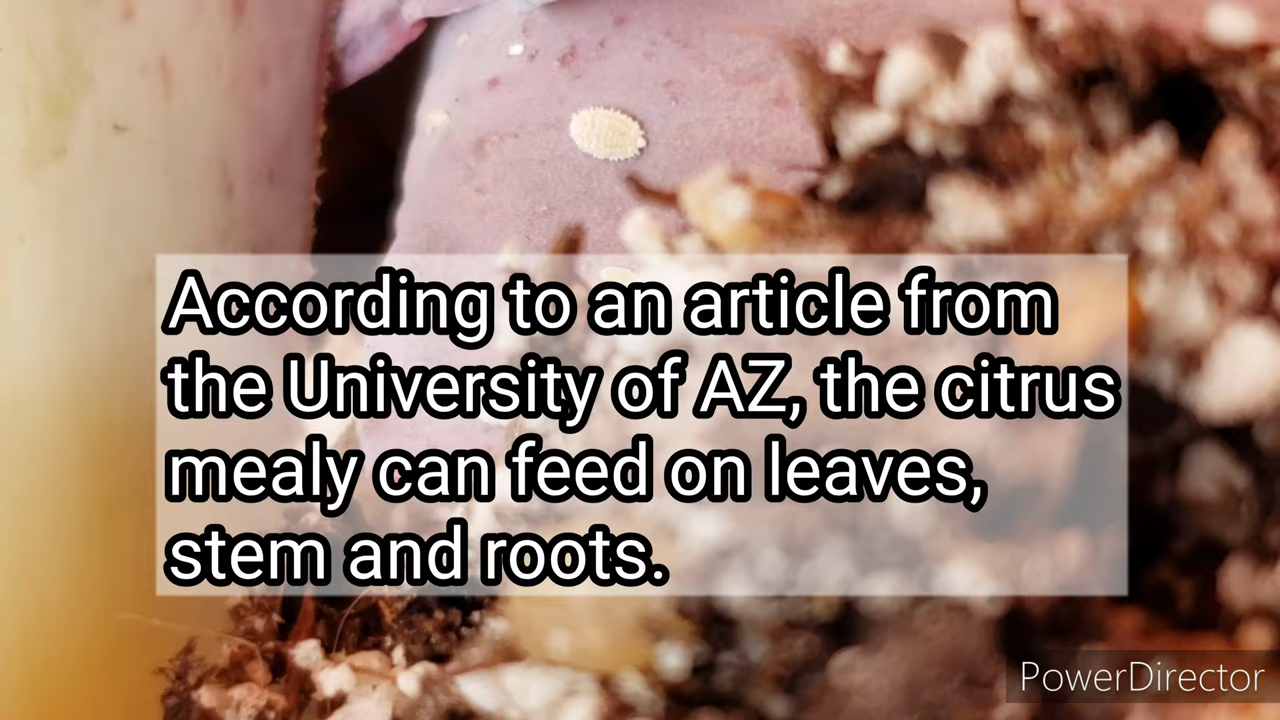 According to an article from
the University of AZ, the citrus
mealy can feed on leaves,
stem and roots.
PowerDirector